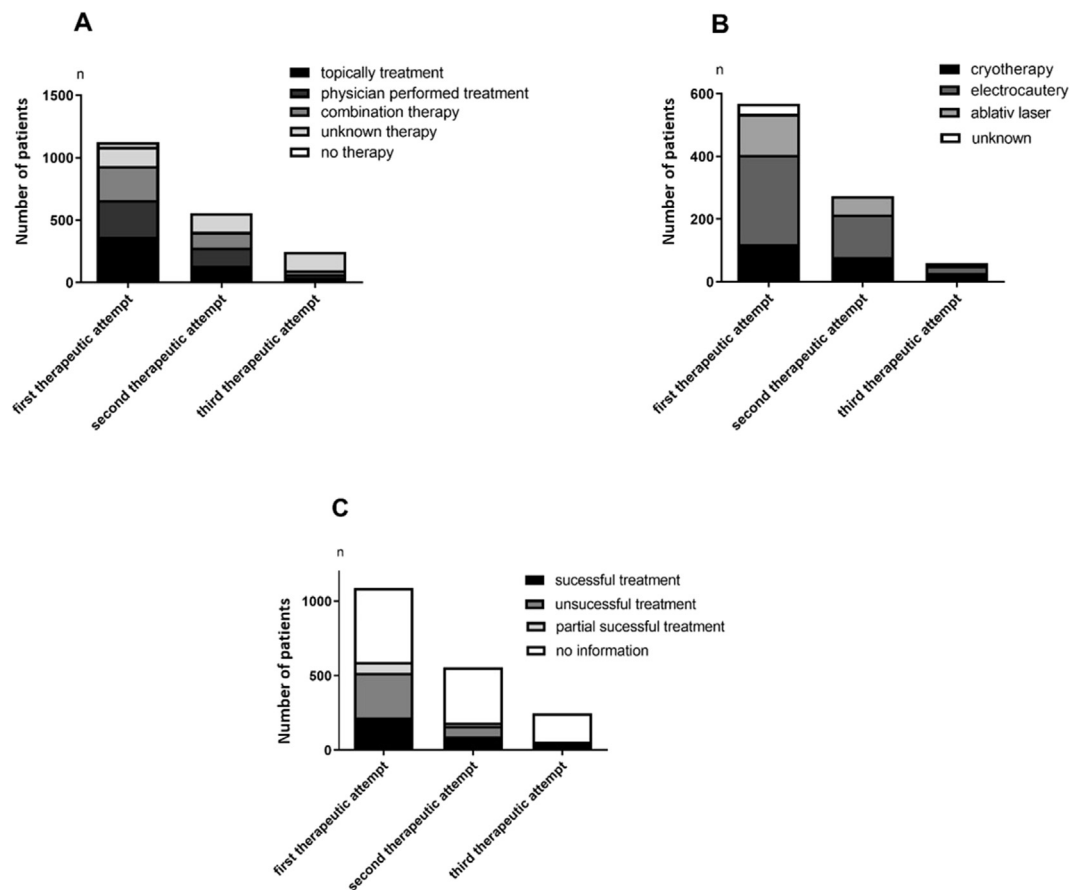 A
n
topically treatment
physician performed treatment
combination therapy
unknown therapy
no therapy
Number of patients
1500
1000
500
0
first therapeutic attempt
second therapeutic attempt
third therapeutic attempt
B
n
cryotherapy
electrocautery
ablativ laser
unknown
Number of patients
600
400
200
0
first therapeutic attempt
second therapeutic attempt
third therapeutic attempt
C
n
sucessful treatment
unsucessful treatment
partial sucessful treatment
no information
Number of patients
1000
500
0
first therapeutic attempt
second therapeutic attempt
third therapeutic attempt